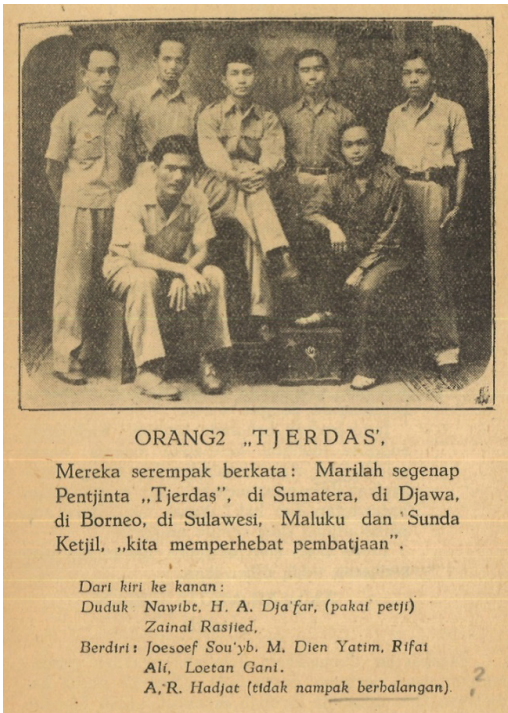 ORANG2 „TJERDAS',
Mereka serempak berkata: Marilah segenap
Pentjinta „Tjerdas", di Sumatera, di Djawa,
di Borneo, di Sulawesi, Maluku dan Sunda
Ketjil, „kita memperhebat pembatjaan".
Dari kiri ke kanan:
Duduk Nawibt, H. A. Dja'far, (pakai petji)
Zainal Rasjied,
Berdiri: Joesoef Sou'yb. M. Dien Yatim, Rifai
Ali, Loetan Gani.
A, R. Hadjat (tidak nampak berhalangan).
?